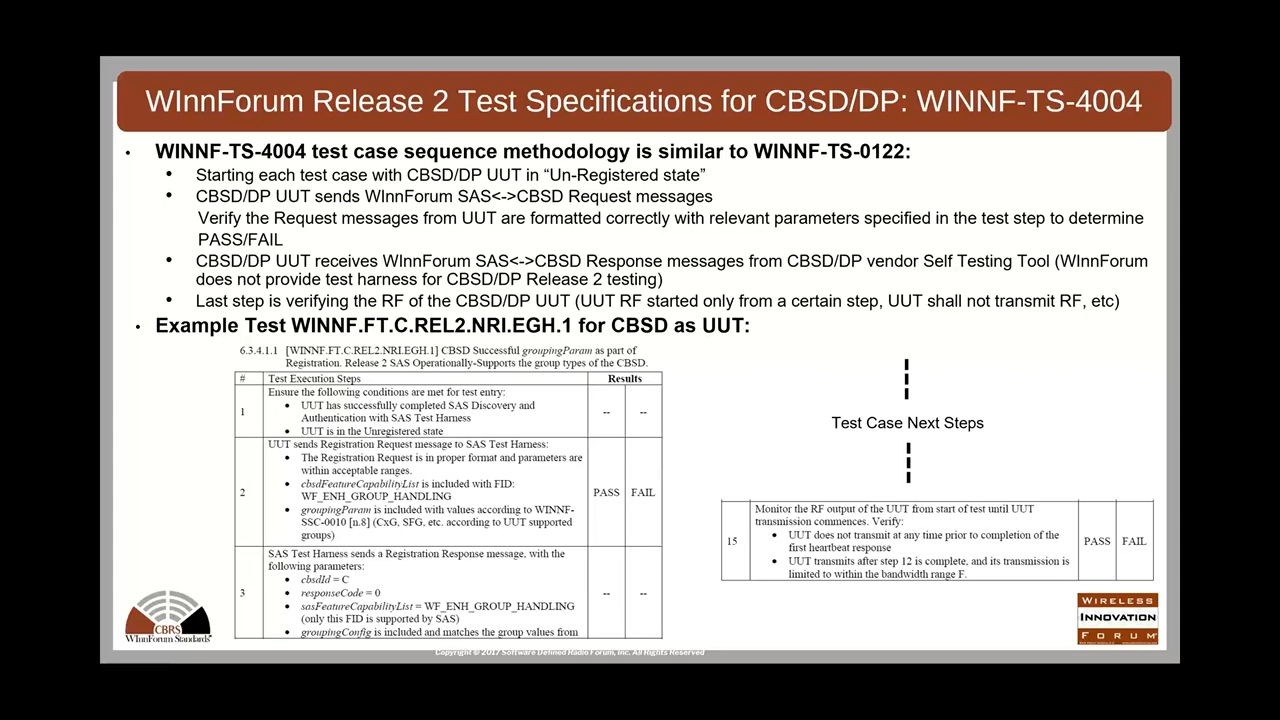 WInnForum Release 2 Test Specifications for CBSD/DP: WINNF-TS-4004
• WINNF-TS-4004 test case sequence methodology is similar to WINNF-TS-0122:
• Starting each test case with CBSD/DP UUT in “Un-Registered state”
• CBSD/DP UUT sends WInnForum SAS<->CBSD Request messages
Verify the Request messages from UUT are formatted correctly with relevant parameters specified in the test step to determine
PASS/FAIL
• CBSD/DP UUT receives WInnForum SAS<->CBSD Response messages from CBSD/DP vendor Self Testing Tool (WInnForum
does not provide test harness for CBSD/DP Release 2 testing)
• Last step is verifying the RF of the CBSD/DP UUT (UUT RF started only from a certain step, UUT shall not transmit RF, etc)
• Example Test WINNF.FT.C.REL2.NRI.EGH.1 for CBSD as UUT:
6.3.4.1.1 [WINNF.FT.C.REL2.NRI.EGH.1] CBSD Successful groupingParam as part of
Registration. Release 2 SAS Operationally-Supports the group types of the CBSD.
# Test Execution Steps Results
Ensure the following conditions are met for test entry:
• UUT has successfully completed SAS Discovery and
1 Authentication with SAS Test Harness -- --
• UUT is in the Unregistered state
UUT sends Registration Request message to SAS Test Harness:
• The Registration Request is in proper format and parameters are
within acceptable ranges.
• cbsdFeatureCapabilityList is included with FID:
2 WF_ENH_GROUP_HANDLING PASS FAIL
• groupingParam is included with values according to WINNF-
SSC-0010 [n.8] (CxG, SFG, etc. according to UUT supported
groups)
SAS Test Harness sends a Registration Response message, with the
following parameters:
• cbsdId = C
3 • responseCode = 0 -- --
• sasFeatureCapabilityList = WF_ENH_GROUP_HANDLING
(only this FID is supported by SAS)
• groupingConfig is included and matches the group values from
Test Case Next Steps
Monitor the RF output of the UUT from start of test until UUT
transmission commences. Verify:
• UUT does not transmit at any time prior to completion of the
15 first heartbeat response PASS FAIL
• UUT transmits after step 12 is complete, and its transmission is
limited to within the bandwidth range F.
CBRS
WInnForum Standards
WIRELESS
INNOVATION
FORUM
Copyright © 2017 Software Defined Radio Forum, Inc. All Rights Reserved